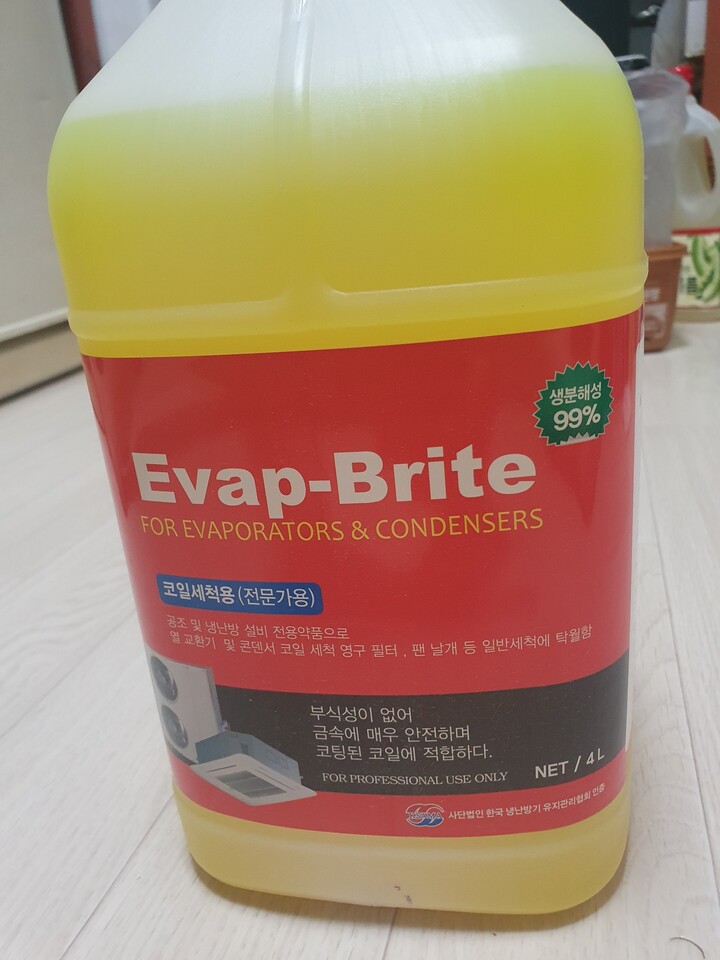 생분해성
99%
Evap-Brite
FOR EVAPORATORS & CONDENSERS
코일세척용(전문가용)
공조 및 냉난방 설비 전용약품으로
열 교환기 및 콘덴서 코일 세척 영구 필터 , 팬 날개 등 일반세척에 탁월함
부식성이 없어
금속에 매우 안전하며
코팅된 코일에 적합하다.
FOR PROFESSIONAL USE ONLY
NET / 4 L
사단법인 한국 냉난방기 유지관리협회 인증